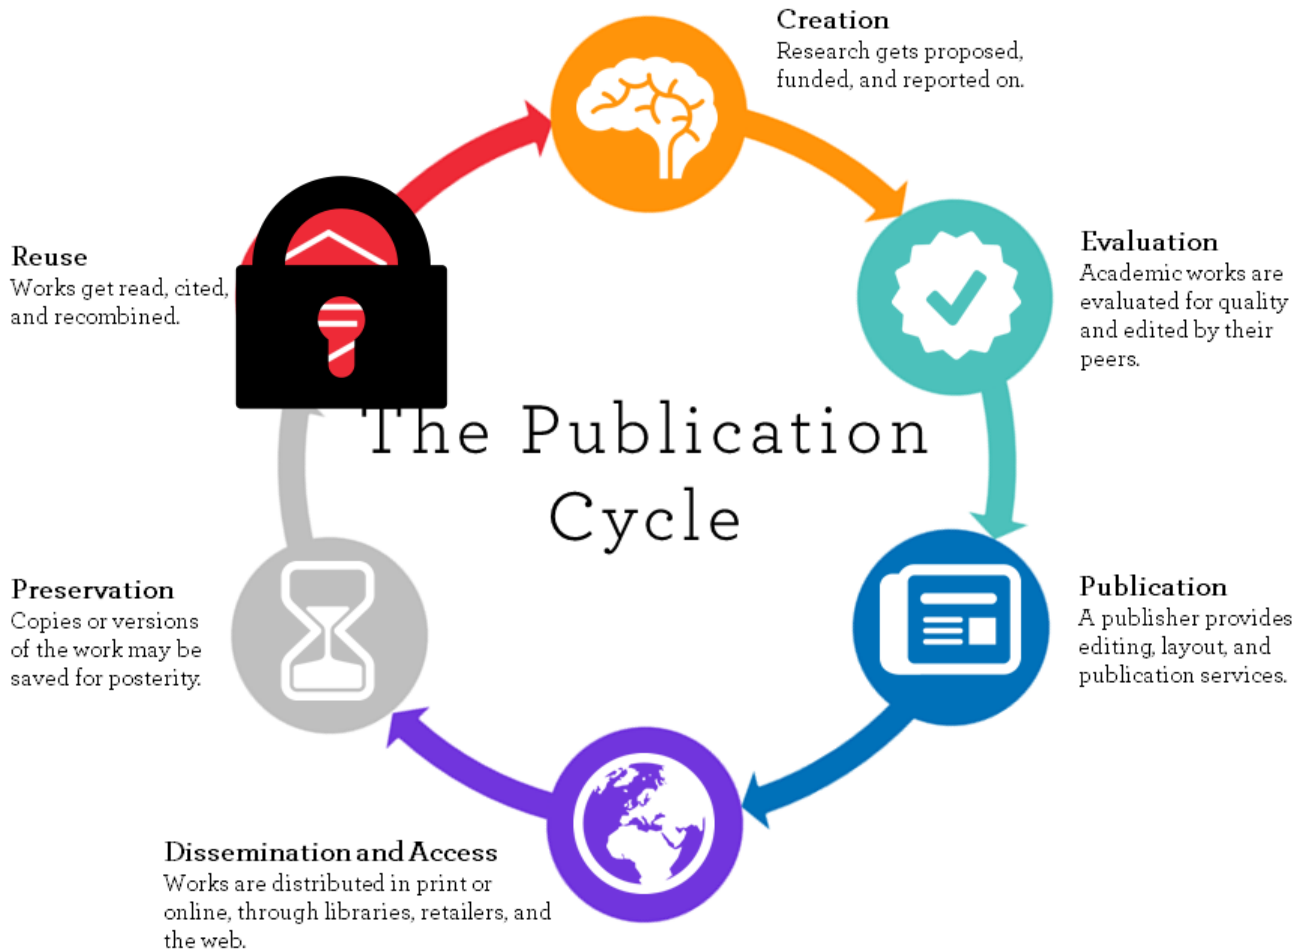 Creation
Research gets proposed,
funded, and reported on.
Evaluation
Academic works are
evaluated for quality
and edited by their
peers.
Publication
A publisher provides
editing, layout, and
publication services.
Dissemination and Access
Works are distributed in print or
online, through libraries, retailers, and
the web.
Preservation
Copies or versions
of the work may be
saved for posterity.
Reuse
Works get read, cited,
and recombined.
The Publication
Cycle